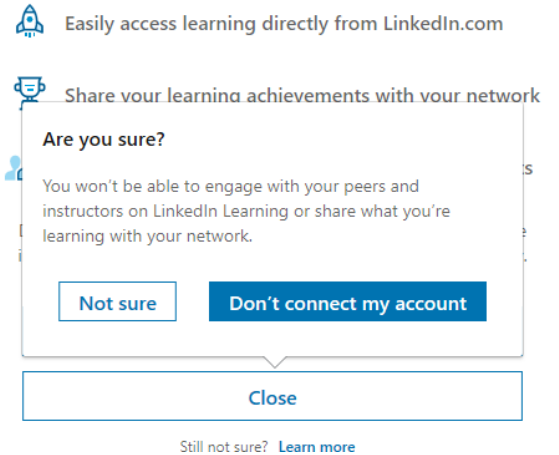 Easily access learning directly from LinkedIn.com
Share your learning achievements with your network
Are you sure?
You won't be able to engage with your peers and
instructors on LinkedIn Learning or share what you're
learning with your network.
Not sure
Don't connect my account
Close
Still not sure? Learn more